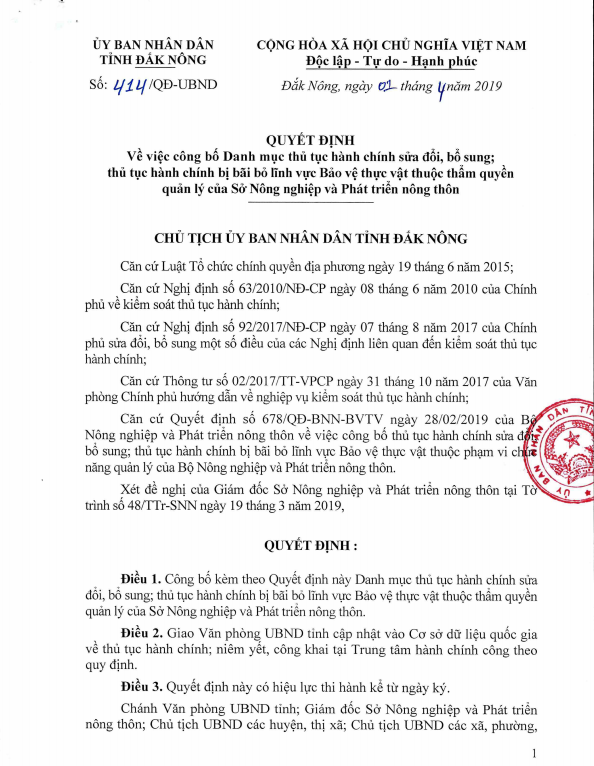 ỦY BAN NHÂN DÂN
TỈNH ĐẮK NÔNG
Số: 414/QĐ-UBND
CỘNG HÒA XÃ HỘI CHỦ NGHĨA VIỆT NAM
Độc lập - Tự do - Hạnh phúc
Đắk Nông, ngày 01 tháng 4 năm 2019
QUYẾT ĐỊNH
Về việc công bố Danh mục thủ tục hành chính sửa đổi, bổ sung;
thủ tục hành chính bị bãi bỏ lĩnh vực Bảo vệ thực vật thuộc thẩm quyền
quản lý của Sở Nông nghiệp và Phát triển nông thôn
CHỦ TỊCH ỦY BAN NHÂN DÂN TỈNH ĐẮK NÔNG
Căn cứ Luật Tổ chức chính quyền địa phương ngày 19 tháng 6 năm 2015;
Căn cứ Nghị định số 63/2010/NĐ-CP ngày 08 tháng 6 năm 2010 của Chính
phủ về kiểm soát thủ tục hành chính;
Căn cứ Nghị định số 92/2017/NĐ-CP ngày 07 tháng 8 năm 2017 của Chính
phủ sửa đổi, bổ sung một số điều của các Nghị định liên quan đến kiểm soát thủ tục
hành chính;
Căn cứ Thông tư số 02/2017/TT-VPCP ngày 31 tháng 10 năm 2017 của Văn
phòng Chính phủ hướng dẫn về nghiệp vụ kiểm soát thủ tục hành chính;
Căn cứ Quyết định số 678/QĐ-BNN-BVTV ngày 28/02/2019 của Bộ
Nông nghiệp và Phát triển nông thôn về việc công bố thủ tục hành chính sửa đổi,
bổ sung; thủ tục hành chính bị bãi bỏ lĩnh vực Bảo vệ thực vật thuộc phạm vi chức
năng quản lý của Bộ Nông nghiệp và Phát triển nông thôn.
Xét đề nghị của Giám đốc Sở Nông nghiệp và Phát triển nông thôn tại Tờ
trình số 48/TTr-SNN ngày 19 tháng 3 năm 2019,
QUYẾT ĐỊNH :
Điều 1. Công bố kèm theo Quyết định này Danh mục thủ tục hành chính sửa
đổi, bổ sung; thủ tục hành chính bị bãi bỏ lĩnh vực Bảo vệ thực vật thuộc thẩm quyền
quản lý của Sở Nông nghiệp và Phát triển nông thôn.
Điều 2. Giao Văn phòng UBND tỉnh cập nhật vào Cơ sở dữ liệu quốc gia
về thủ tục hành chính; niêm yết, công khai tại Trung tâm hành chính công theo
quy định.
Điều 3. Quyết định này có hiệu lực thi hành kể từ ngày ký.
Chánh Văn phòng UBND tỉnh; Giám đốc Sở Nông nghiệp và Phát triển
nông thôn; Chủ tịch UBND các huyện, thị xã; Chủ tịch UBND các xã, phường,
1
ỦY BAN NHÂN DÂN